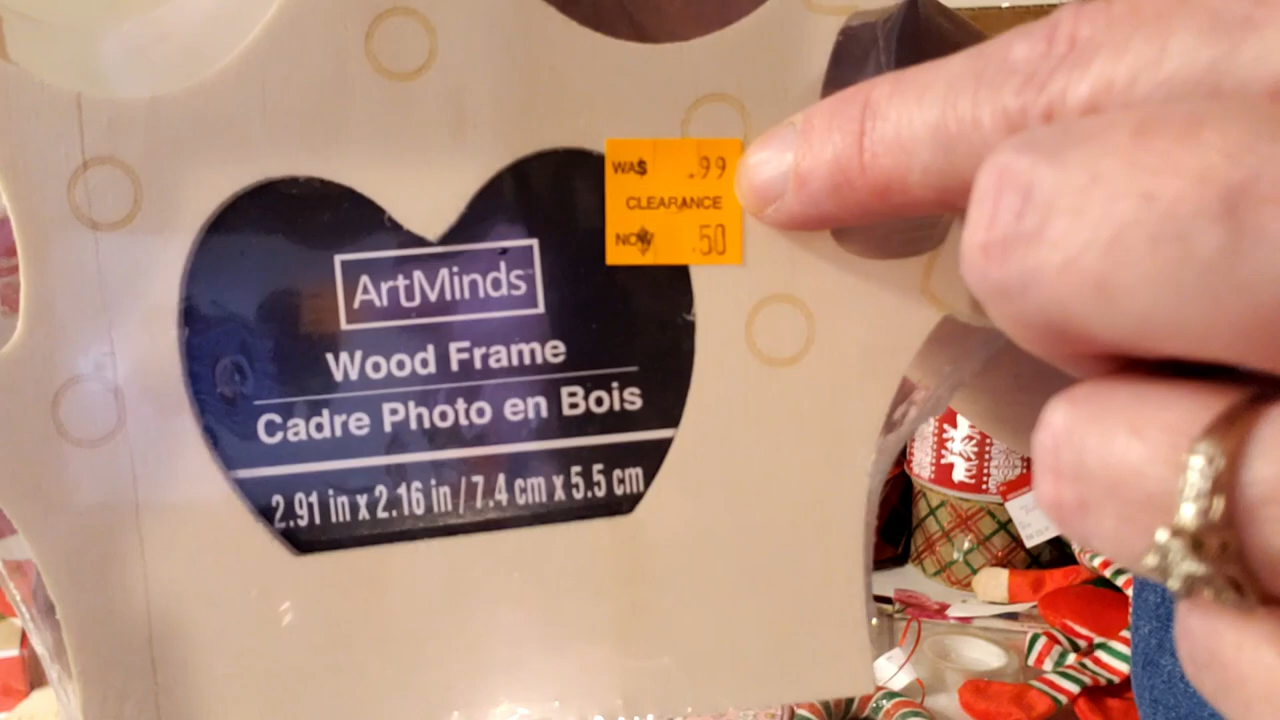 WAS $ .99
CLEARANCE
NOW $ .50
ArtMinds™
Wood Frame
Cadre Photo en Bois
2.91 in x 2.16 in / 7.4 cm x 5.5 cm